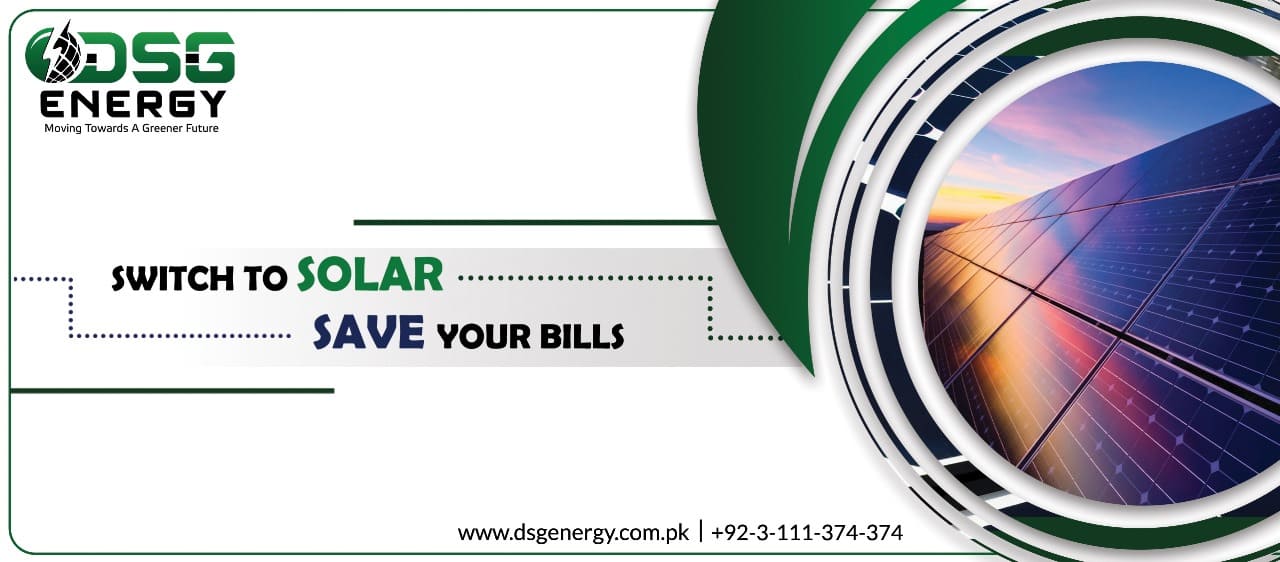 DSG
ENERGY
Moving Towards A Greener Future
SWITCH TO SOLAR
SAVE YOUR BILLS
www.dsgenergy.com.pk | +92-3-111-374-374